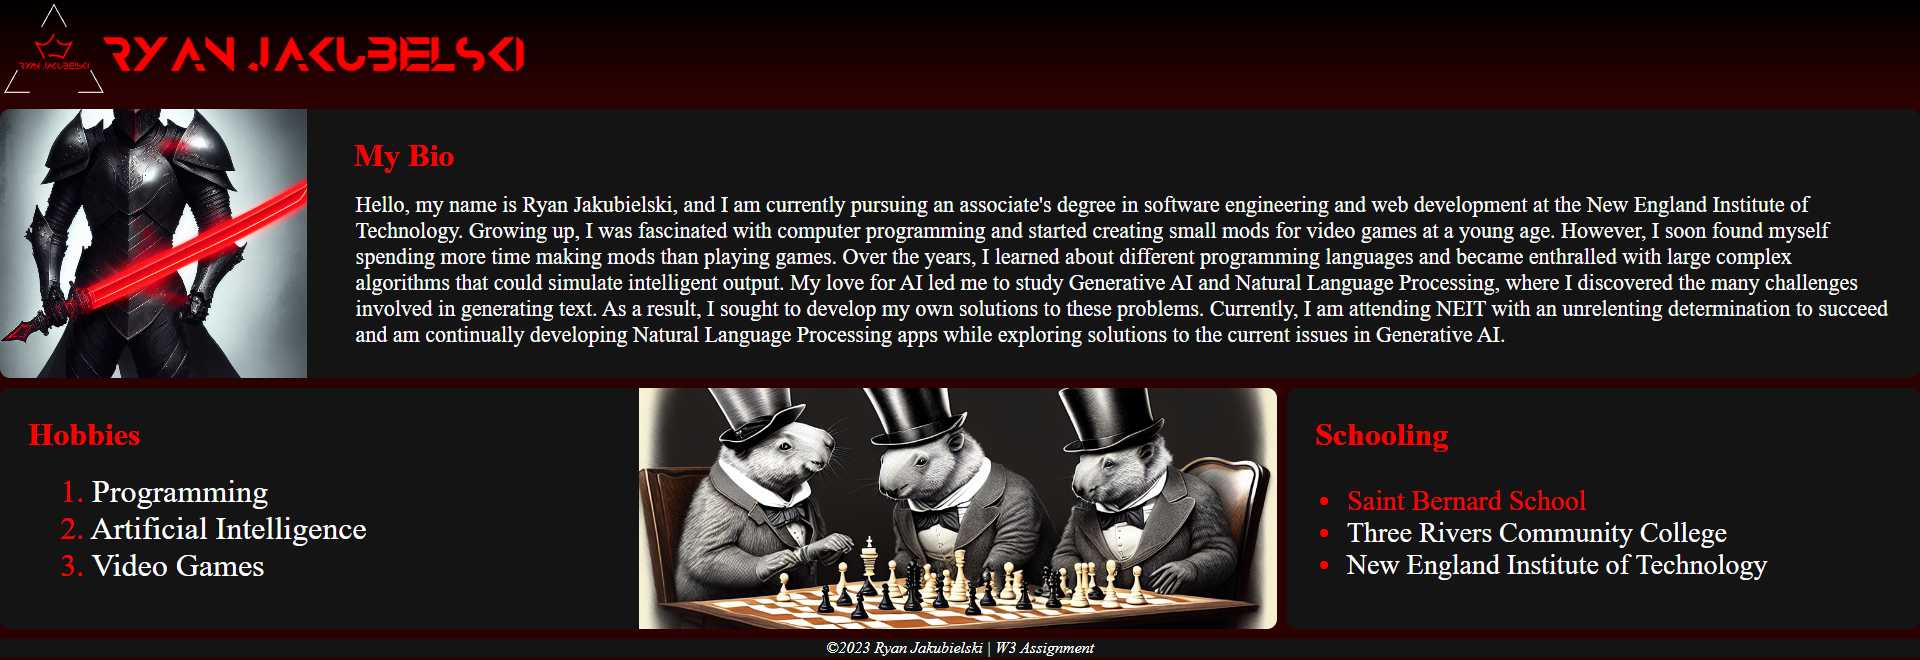 RYAN JAKUBIELSKI
RYAN JAKUBIELSKI
My Bio
Hello, my name is Ryan Jakubielski, and I am currently pursuing an associate's degree in software engineering and web development at the New England Institute of
Technology. Growing up, I was fascinated with computer programming and started creating small mods for video games at a young age. However, I soon found myself
spending more time making mods than playing games. Over the years, I learned about different programming languages and became enthralled with large complex
algorithms that could simulate intelligent output. My love for AI led me to study Generative AI and Natural Language Processing, where I discovered the many challenges
involved in generating text. As a result, I sought to develop my own solutions to these problems. Currently, I am attending NEIT with an unrelenting determination to succeed
and am continually developing Natural Language Processing apps while exploring solutions to the current issues in Generative AI.
Hobbies
1. Programming
2. Artificial Intelligence
3. Video Games
Schooling
• Saint Bernard School
• Three Rivers Community College
• New England Institute of Technology
©2023 Ryan Jakubielski | W3 Assignment